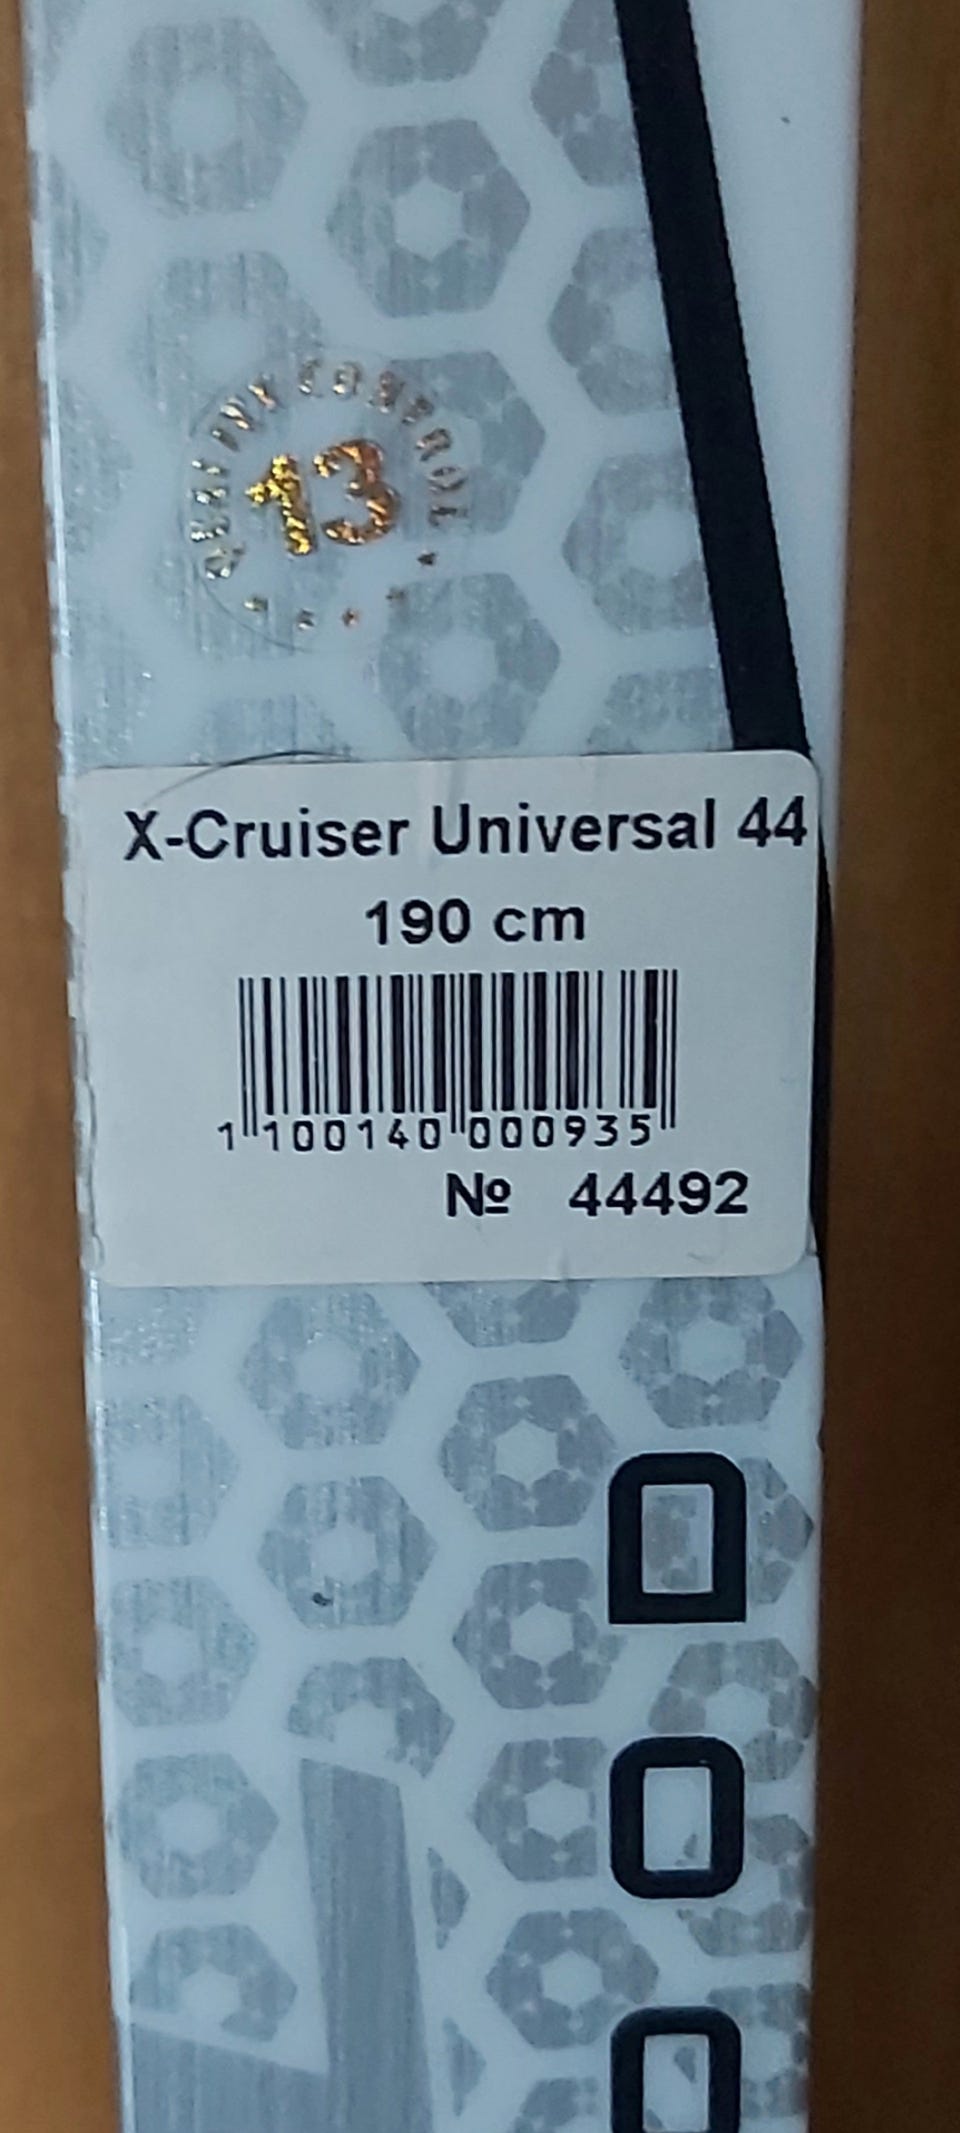 QUALITY CONTROL
13
X-Cruiser Universal 44
190 cm
1 100140 000935
№ 44492